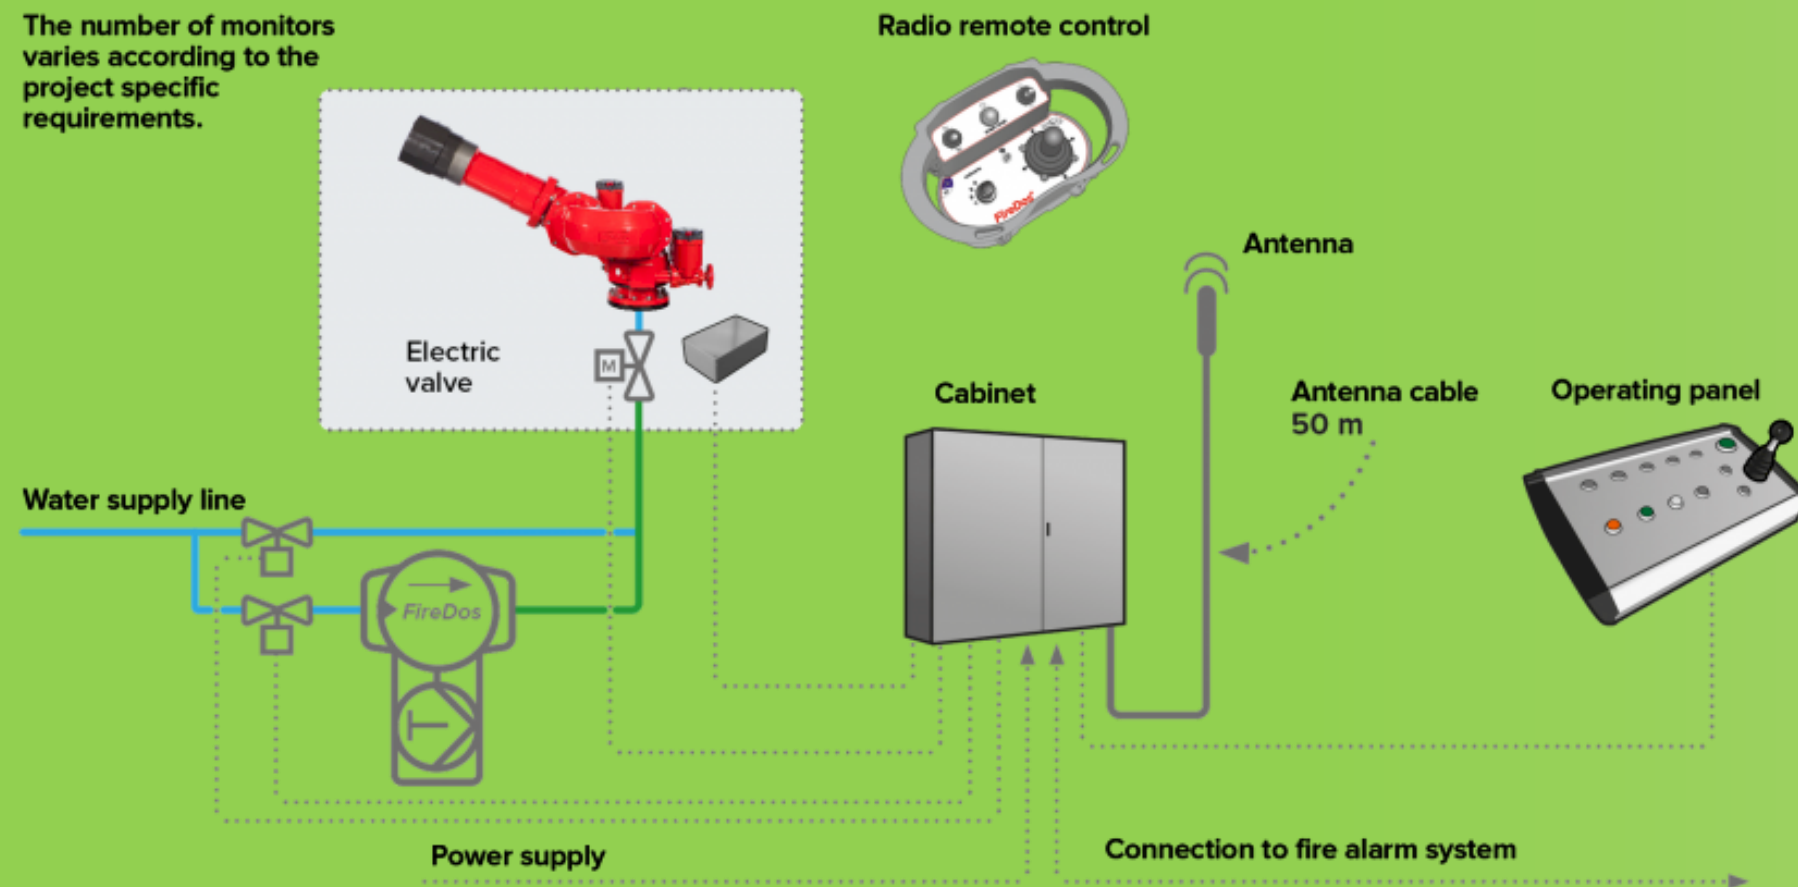 The number of monitors
varies according to the
project specific
requirements.
Radio remote control
FireDos
Antenna
Electric
valve
M
Cabinet
Antenna cable
50 m
Operating panel
Water supply line
FireDos
Power supply
Connection to fire alarm system